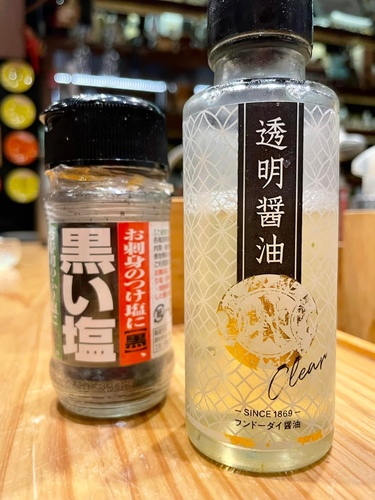 お刺身のつけ塩に【黒】、
黒い塩
透明醤油
Clear
SINCE 1869
フンドーダイ醤油